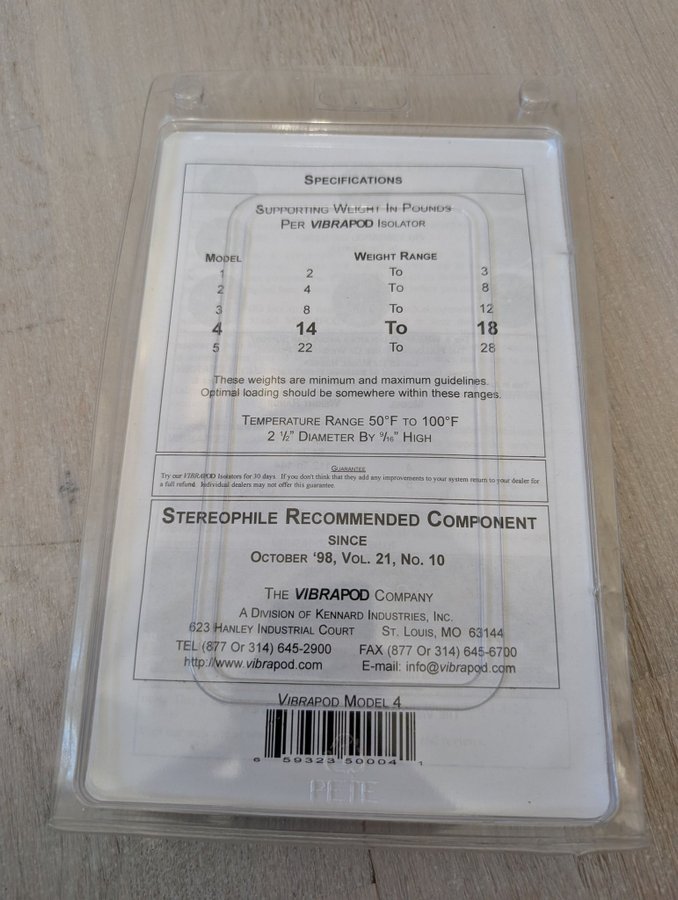 SPECIFICATIONS
SUPPORTING WEIGHT IN POUNDS
PER VIBRAPOD ISOLATOR
MODEL WEIGHT RANGE
1 2 To 3
2 4 To 8
3 8 To 12
4 14 To 18
5 22 To 28
These weights are minimum and maximum guidelines.
Optimal loading should be somewhere within these ranges.
TEMPERATURE RANGE 50°F TO 100°F
2 ½" DIAMETER BY 9/16" HIGH
GUARANTEE
Try our VIBRAPOD Isolators for 30 days. If you don't think that they add any improvements to your system return to your dealer for
a full refund. Individual dealers may not offer this guarantee.
STEREOPHILE RECOMMENDED COMPONENT
SINCE
OCTOBER '98, VOL. 21, NO. 10
THE VIBRAPOD COMPANY
A DIVISION OF KENNARD INDUSTRIES, INC.
623 HANLEY INDUSTRIAL COURT ST. LOUIS, MO 63144
TEL (877 Or 314) 645-2900 FAX (877 Or 314) 645-6700
http://www.vibrapod.com E-mail: info@vibrapod.com
VIBRAPOD MODEL 4
6 59323 50004 1
PETE